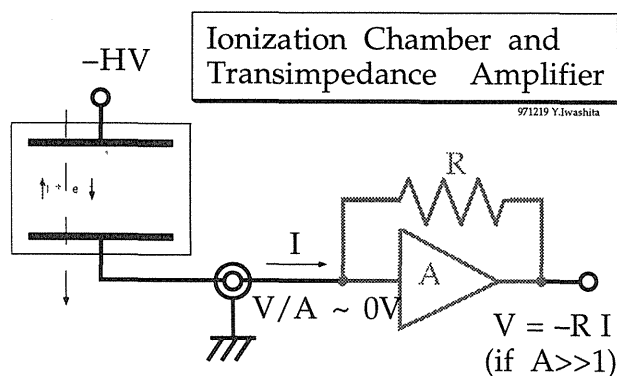 Ionization Chamber and
Transimpedance Amplifier
971219 Y.Iwashita
−HV
+ e
R
I
A
V/A ~ 0V
V = −R I
(if A>>1)